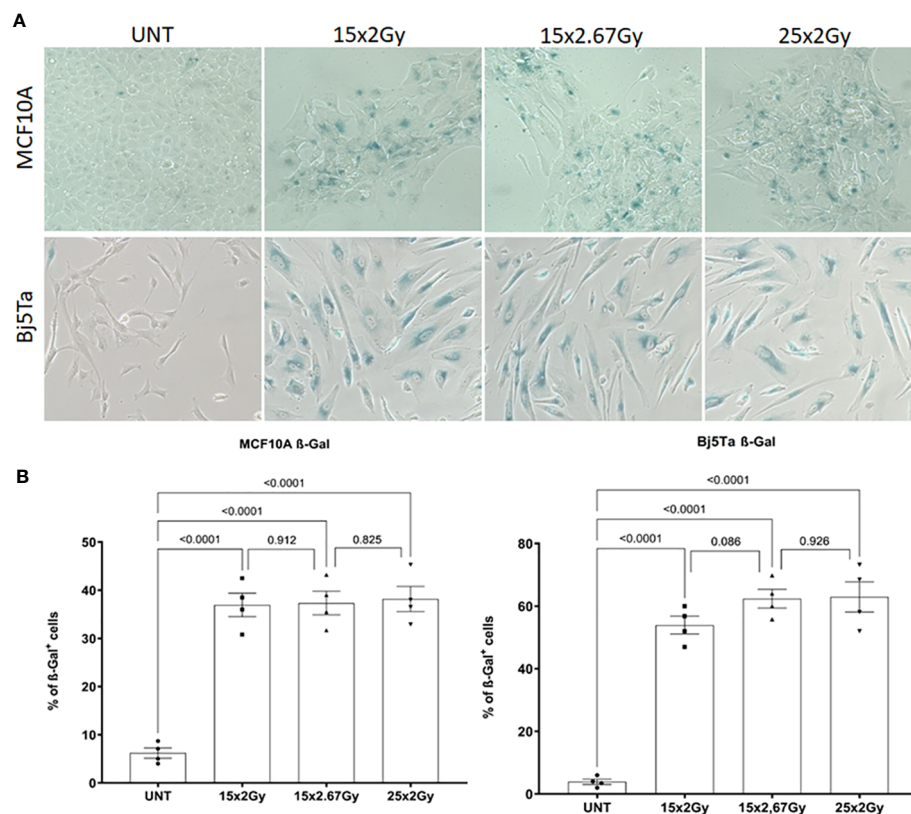 A
UNT 15x2Gy 15x2.67Gy 25x2Gy
MCF10A
Bj5Ta
MCF10A ß-Gal
Bj5Ta ß-Gal
B
<0.0001
<0.0001
<0.0001 0.912 0.825
50
40
30
20
10
0
% of ß-Gal⁺ cells
UNT 15x2Gy 15x2.67Gy 25x2Gy
<0.0001
<0.0001
<0.0001 0.086 0.926
80
60
40
20
0
% of ß-Gal⁺ cells
UNT 15x2Gy 15x2,67Gy 25x2Gy